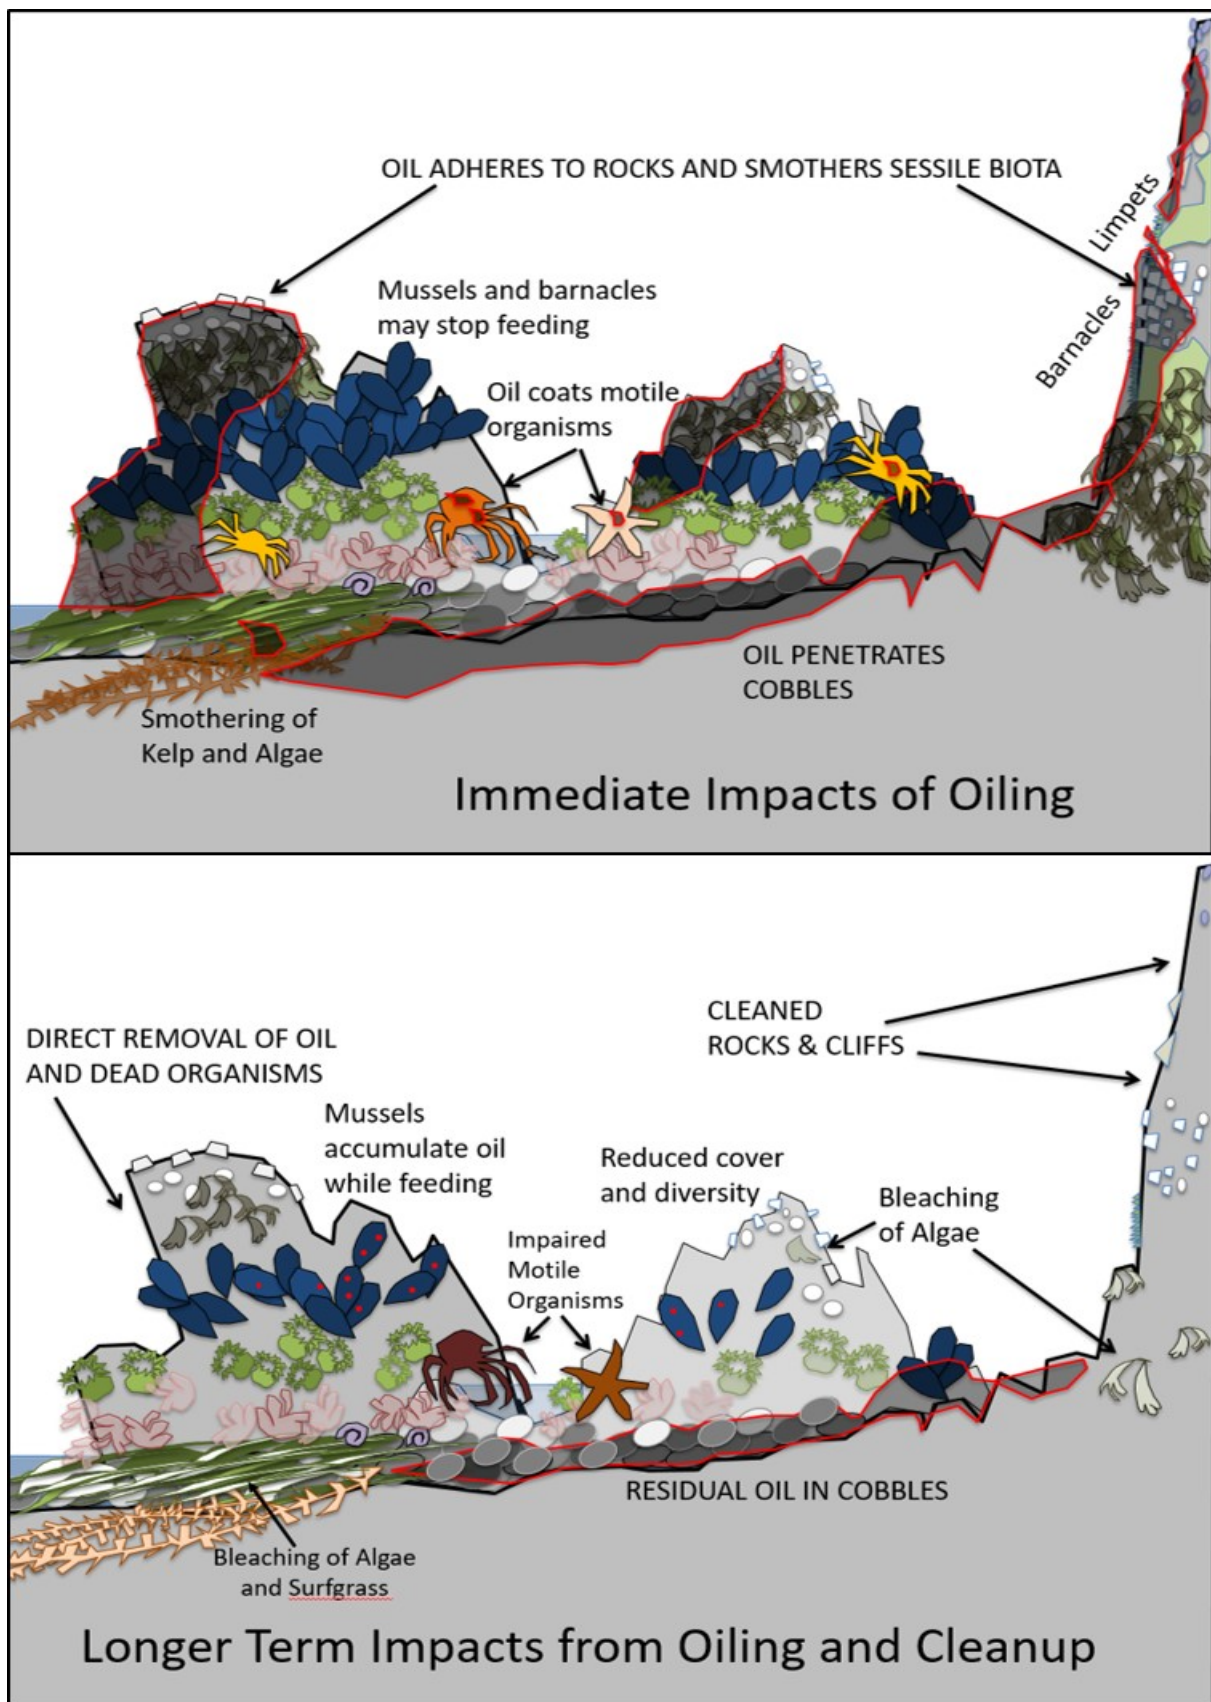 OIL ADHERES TO ROCKS AND SMOTHERS SESSILE BIOTA
Limpets
Barnacles
Mussels and barnacles
may stop feeding
Oil coats motile
organisms
OIL PENETRATES
COBBLES
Smothering of
Kelp and Algae
Immediate Impacts of Oiling
DIRECT REMOVAL OF OIL
AND DEAD ORGANISMS
CLEANED
ROCKS & CLIFFS
Mussels
accumulate oil
while feeding
Reduced cover
and diversity
Bleaching
of Algae
Impaired
Motile
Organisms
RESIDUAL OIL IN COBBLES
Bleaching of Algae
and Surfgrass
Longer Term Impacts from Oiling and Cleanup